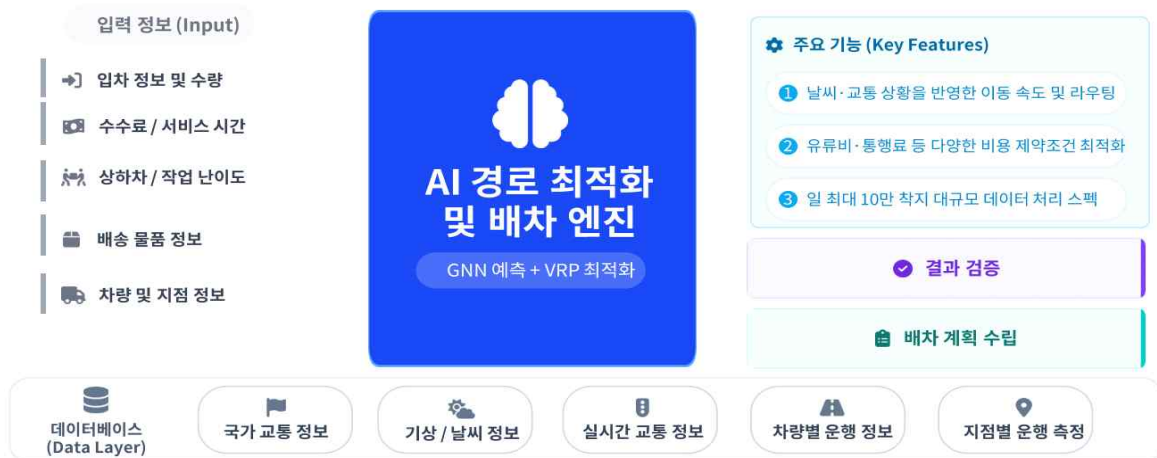 입력 정보 (Input)
입차 정보 및 수량
수수료 / 서비스 시간
상하차 / 작업 난이도
배송 물품 정보
차량 및 지점 정보
AI 경로 최적화
및 배차 엔진
GNN 예측 + VRP 최적화
주요 기능 (Key Features)
1 날씨·교통 상황을 반영한 이동 속도 및 라우팅
2 유류비·통행료 등 다양한 비용 제약조건 최적화
3 일 최대 10만 착지 대규모 데이터 처리 스펙
결과 검증
배차 계획 수립
데이터베이스
(Data Layer)
국가 교통 정보
기상 / 날씨 정보
실시간 교통 정보
차량별 운행 정보
지점별 운행 측정